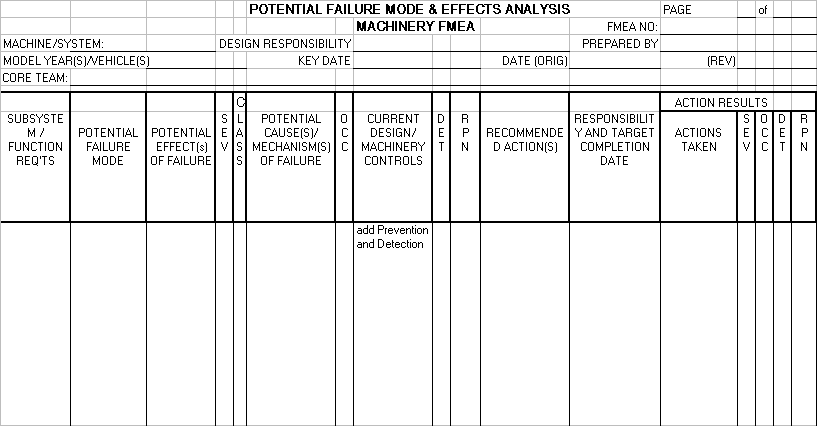 POTENTIAL FAILURE MODE & EFFECTS ANALYSIS PAGE of
MACHINERY FMEA FMEA NO:
MACHINE/SYSTEM: DESIGN RESPONSIBILITY PREPARED BY
MODEL YEAR(S)/VEHICLE(S) KEY DATE DATE (ORIG) (REV)
CORE TEAM:
SUBSYSTE
M /
FUNCTION
REQ'TS
POTENTIAL
FAILURE
MODE
POTENTIAL
EFFECT(s)
OF FAILURE
S
E
V
C
L
A
S
S
POTENTIAL
CAUSE(S)/
MECHANISM(S)
OF FAILURE
O
C
C
CURRENT
DESIGN/
MACHINERY
CONTROLS
D
E
T
R
P
N
RECOMMENDE
D ACTION(S)
RESPONSIBILIT
Y AND TARGET
COMPLETION
DATE
ACTION RESULTS
ACTIONS
TAKEN
S
E
V
O
C
C
D
E
T
R
P
N
add Prevention
and Detection